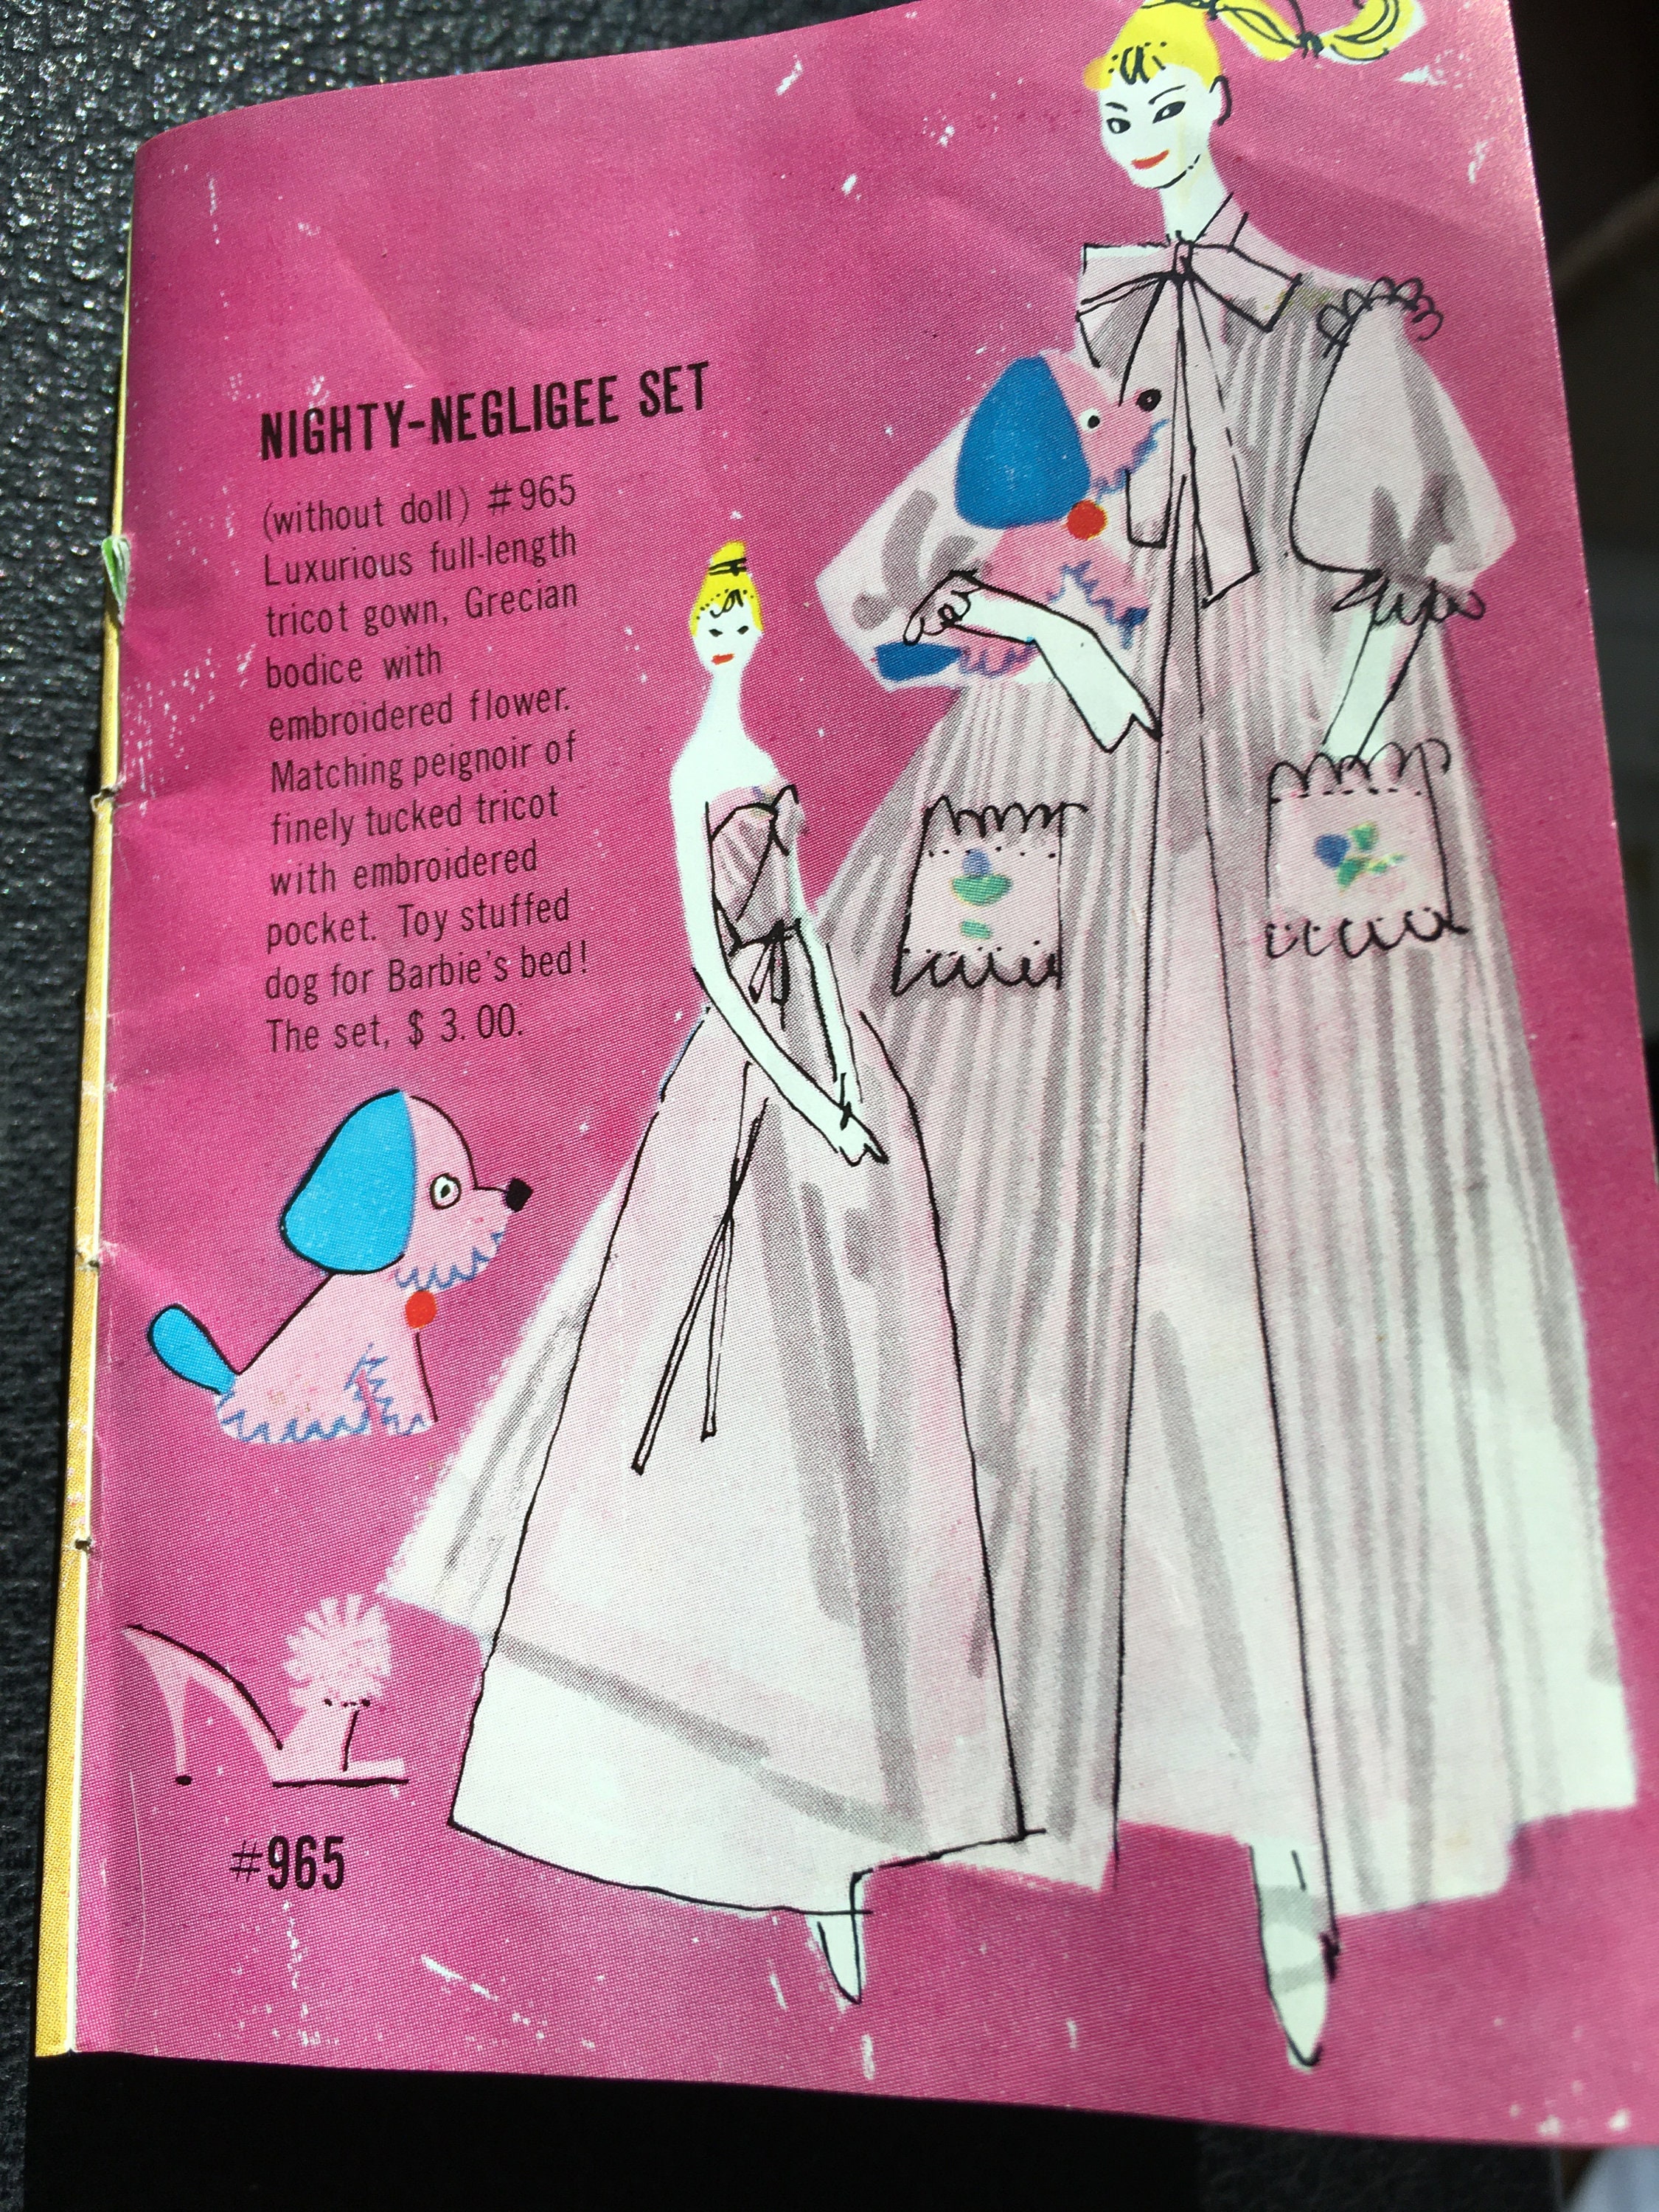 NIGHTY-NEGLIGEE SET
(without doll) #965
Luxurious full-length
tricot gown, Grecian
bodice with
embroidered flower.
Matching peignoir of
finely tucked tricot
with embroidered
pocket. Toy stuffed
dog for Barbie's bed!
The set, $ 3.00.
#965